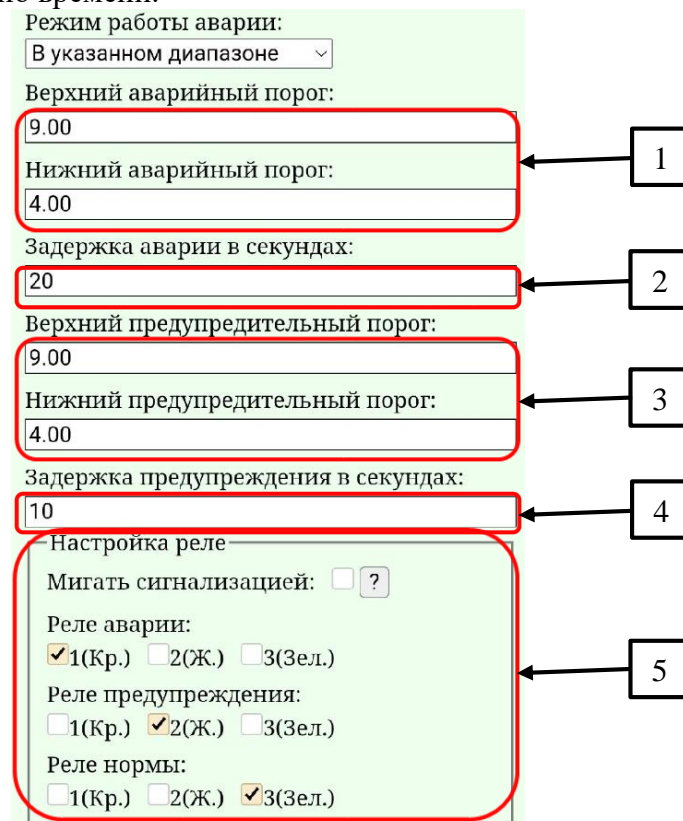 но времени.
Режим работы аварии:
В указанном диапазоне
Верхний аварийный порог:
9.00
1
Нижний аварийный порог:
4.00
Задержка аварии в секундах:
20
2
Верхний предупредительный порог:
9.00
Нижний предупредительный порог:
3
4.00
Задержка предупреждения в секундах:
10
4
Настройка реле
Мигать сигнализацией: ?
Реле аварии:
1(Кр.) 2(Ж.) 3(Зел.)
5
Реле предупреждения:
1(Кр.) 2(Ж.) 3(Зел.)
Реле нормы:
1(Кр.) 2(Ж.) 3(Зел.)